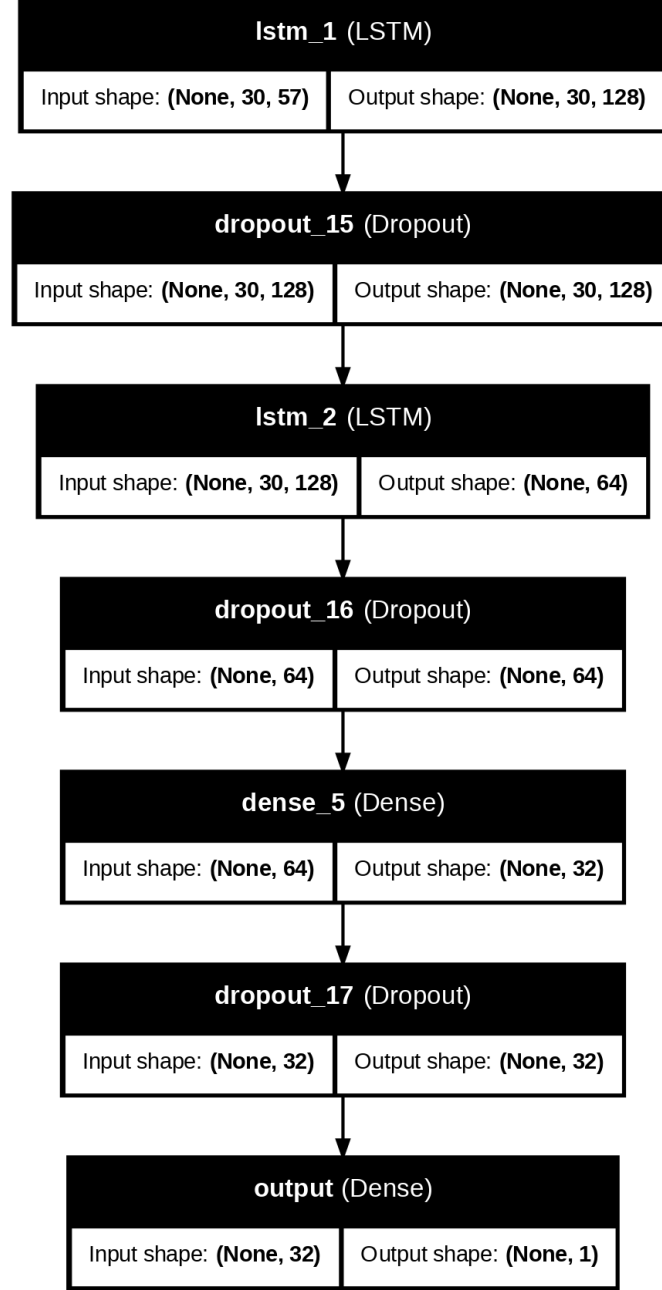 lstm_1 (LSTM)
Input shape: (None, 30, 57) Output shape: (None, 30, 128)
dropout_15 (Dropout)
Input shape: (None, 30, 128) Output shape: (None, 30, 128)
lstm_2 (LSTM)
Input shape: (None, 30, 128) Output shape: (None, 64)
dropout_16 (Dropout)
Input shape: (None, 64) Output shape: (None, 64)
dense_5 (Dense)
Input shape: (None, 64) Output shape: (None, 32)
dropout_17 (Dropout)
Input shape: (None, 32) Output shape: (None, 32)
output (Dense)
Input shape: (None, 32) Output shape: (None, 1)